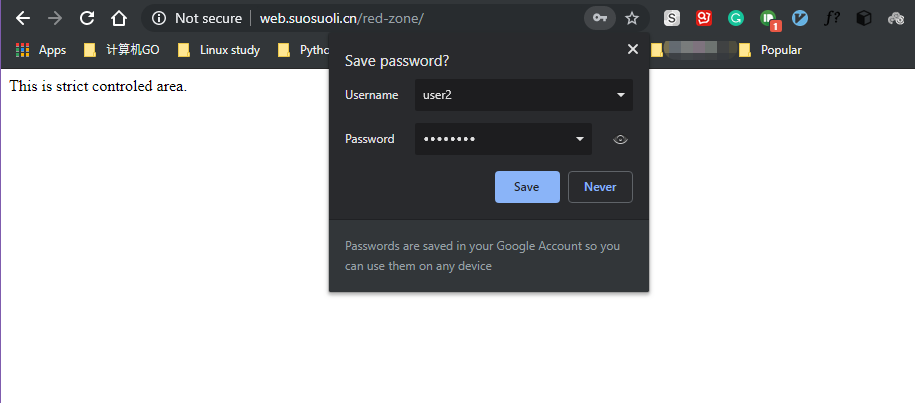 Not secure | web.suosuoli.cn/red-zone/
S
1
f?
Apps 计算机GO Linux study Pytho Popular
This is strict controled area.
Save password?
Username user2
Password ••••••••
Save Never
Passwords are saved in your Google Account so you
can use them on any device